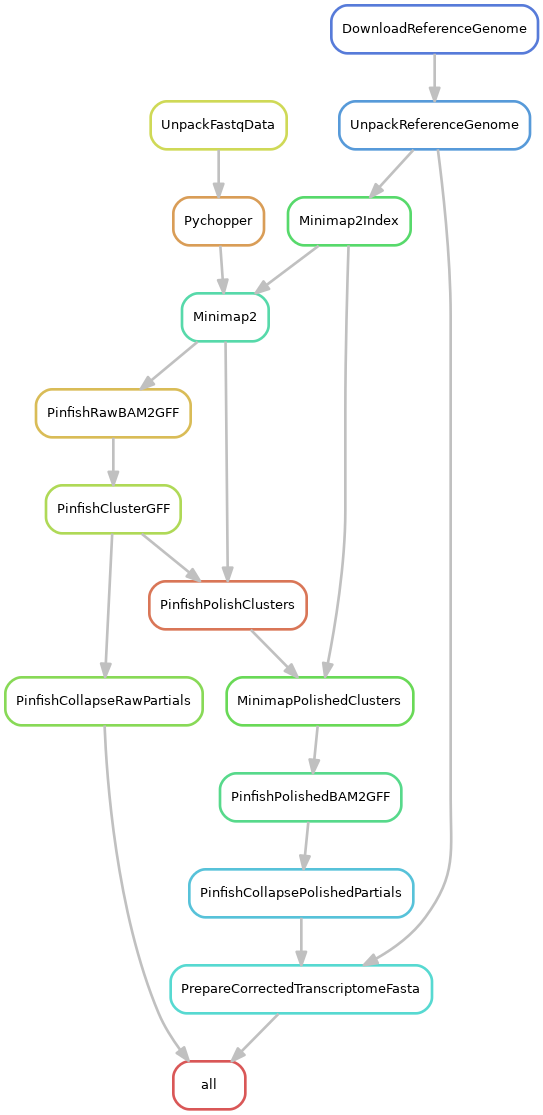 DownloadReferenceGenome
UnpackFastqData
UnpackReferenceGenome
Pychopper
Minimap2Index
Minimap2
PinfishRawBAM2GFF
PinfishClusterGFF
PinfishPolishClusters
PinfishCollapseRawPartials
MinimapPolishedClusters
PinfishPolishedBAM2GFF
PinfishCollapsePolishedPartials
PrepareCorrectedTranscriptomeFasta
all